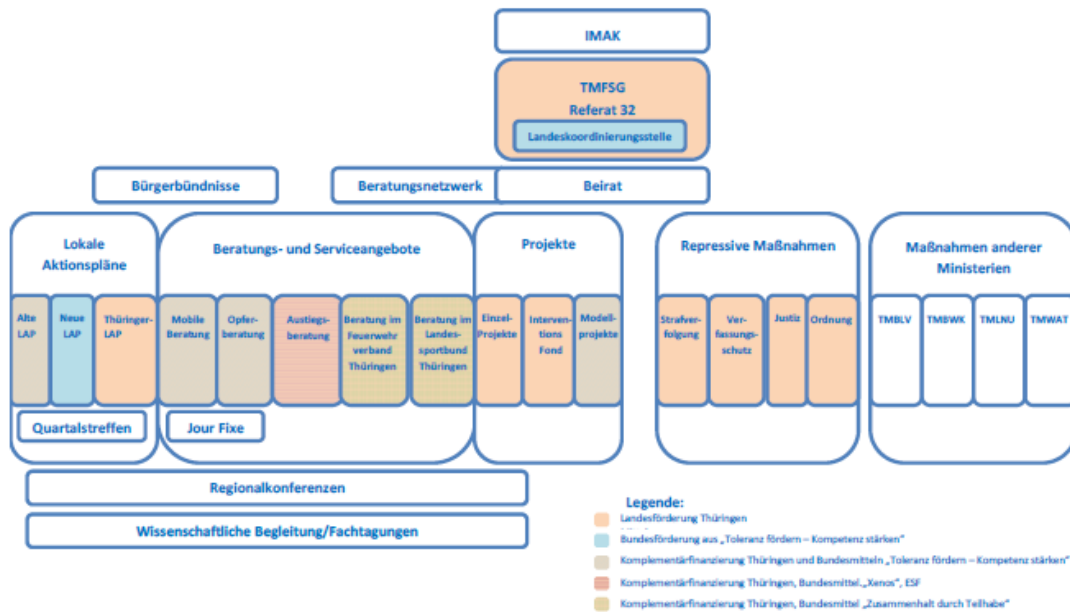 IMAK
TMFSG
Referat 32
Landeskoordinierungsstelle
Bürgerbündnisse
Beratungsnetzwerk
Beirat
Lokale
Aktionspläne
Beratungs- und Serviceangebote
Projekte
Repressive Maßnahmen
Maßnahmen anderer
Ministerien
Alte
LAP
Neue
LAP
Thüringer-
LAP
Mobile
Beratung
Opfer-
beratung
Austiegs-
beratung
Beratung im
Feuerwehr
verband
Thüringen
Beratung im
Landes-
sportbund
Thüringen
Einzel-
Projekte
Interventions
Fond
Modell-
projekte
Strafver-
folgung
Ver-
fassungs-
schutz
Justiz
Ordnung
TMBLV
TMBWK
TMLNU
TMWAT
Quartalstreffen
Jour Fixe
Regionalkonferenzen
Wissenschaftliche Begleitung/Fachtagungen
Legende:
Landesförderung Thüringen
Bundesförderung aus „Toleranz fördern – Kompetenz stärken“
Komplementärfinanzierung Thüringen und Bundesmitteln „Toleranz fördern – Kompetenz stärken“
Komplementärfinanzierung Thüringen, Bundesmittel „Xenos“, ESF
Komplementärfinanzierung Thüringen, Bundesmittel „Zusammenhalt durch Teilhabe“